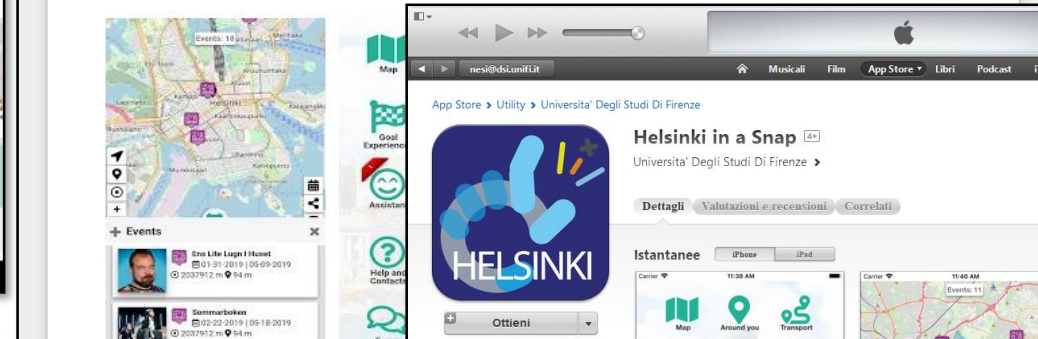 Events: 18
Helsinki
Map
Goal
Experience
Assistan
Help and
Contacts
Events
Ens Lite Lugn I Huset
01-31-2019 | 05-09-2019
2037912 m 94 m
Sommarboken
02-22-2019 | 05-18-2019
2037912 m 94 m
nesi@dsi.unifi.it
Musicali Film App Store Libri Podcast
App Store > Utility > Universita' Degli Studi Di Firenze
HELSINKI
Ottieni
Helsinki in a Snap 4+
Universita' Degli Studi Di Firenze >
Dettagli Valutazioni e recensioni Correlati
Istantanee iPhone iPad
Carrier 11:38 AM
Map Around you Transport
Carrier 11:40 AM
Events: 11